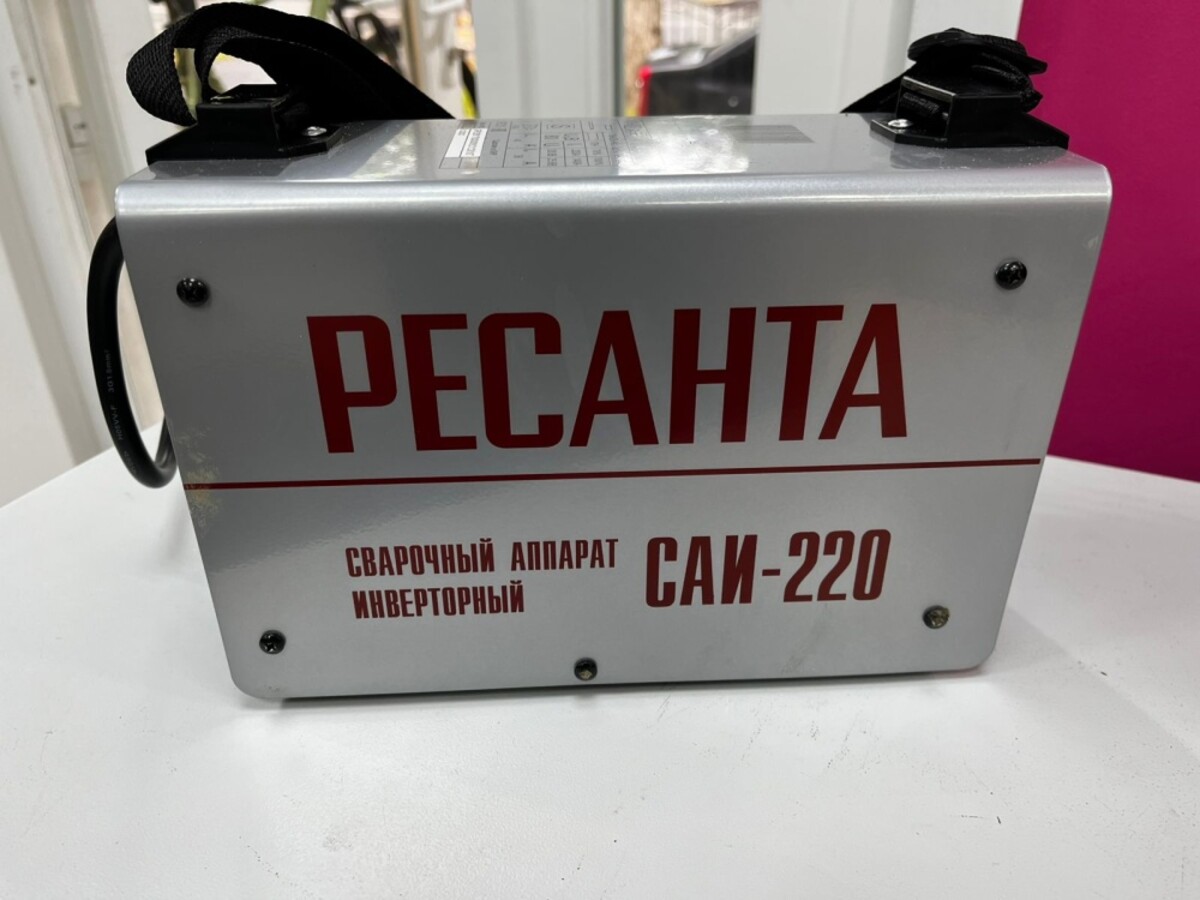 РЕСАНТА
СВАРОЧНЫЙ АППАРАТ
ИНВЕРТОРНЫЙ
САИ-220